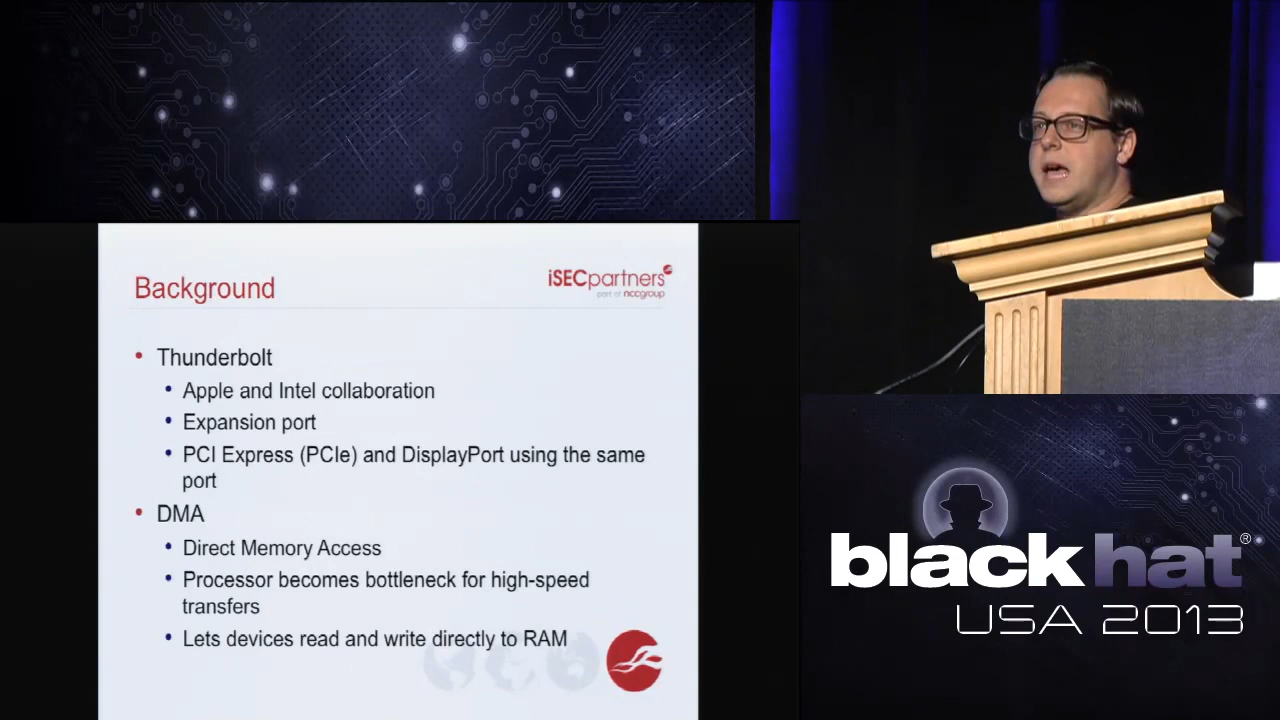 Background
iSECpartners
part of nccgroup
Thunderbolt
Apple and Intel collaboration
Expansion port
PCI Express (PCIe) and DisplayPort using the same
port
DMA
Direct Memory Access
Processor becomes bottleneck for high-speed
transfers
Lets devices read and write directly to RAM
blackhat®
USA 2013